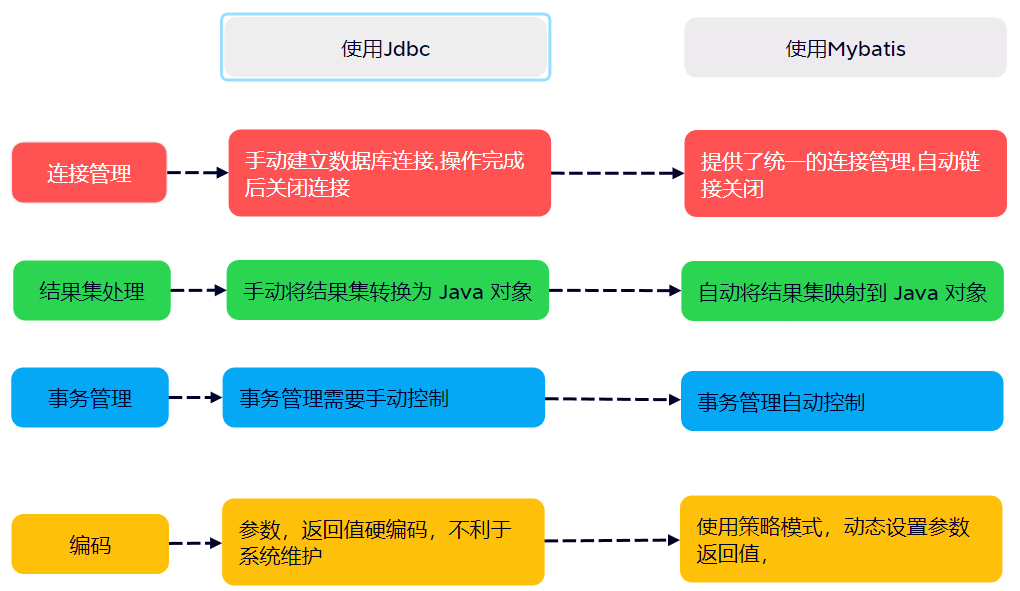 使用Jdbc
使用Mybatis
连接管理
手动建立数据库连接,操作完成
后关闭连接
提供了统一的连接管理,自动链
接关闭
结果集处理
手动将结果集转换为 Java 对象
自动将结果集映射到 Java 对象
事务管理
事务管理需要手动控制
事务管理自动控制
编码
参数，返回值硬编码，不利于
系统维护
使用策略模式，动态设置参数
返回值，